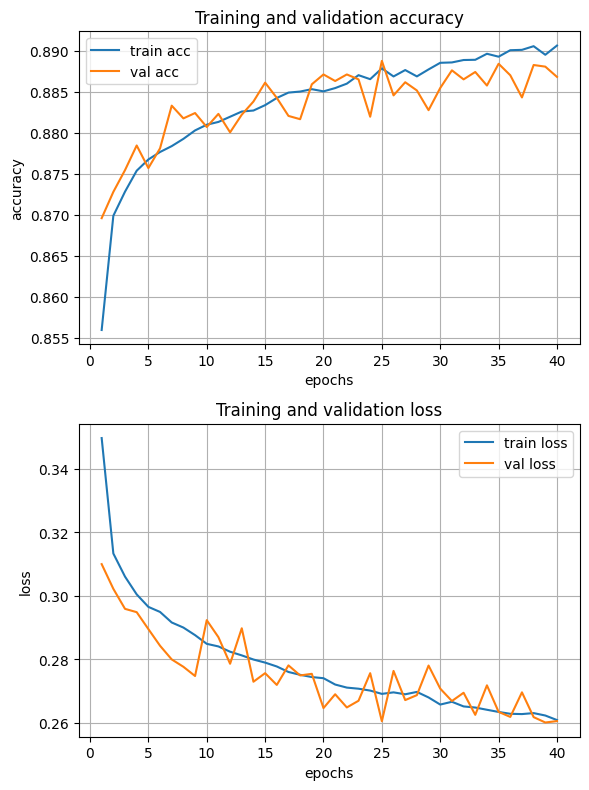 Training and validation accuracy
train acc
val acc
0.890
0.885
0.880
0.875
0.870
0.865
0.860
0.855
accuracy
0 5 10 15 20 25 30 35 40
epochs
Training and validation loss
train loss
val loss
0.34
0.32
0.30
0.28
0.26
loss
0 5 10 15 20 25 30 35 40
epochs